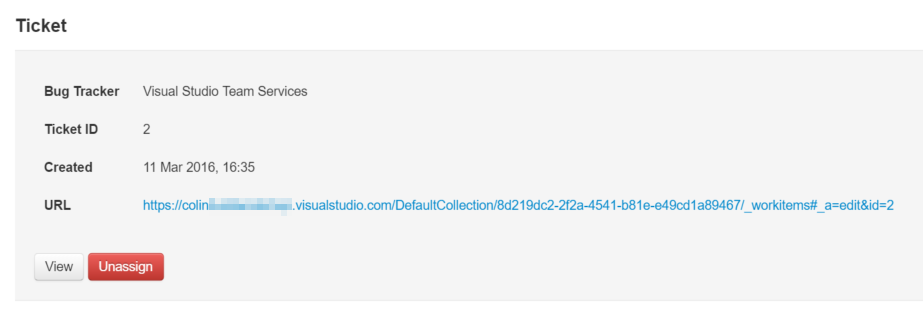 Ticket
Bug Tracker Visual Studio Team Services
Ticket ID 2
Created 11 Mar 2016, 16:35
URL https://colin .visualstudio.com/DefaultCollection/8d219dc2-2f2a-4541-b81e-e49cd1a89467/_workitems#_a=edit&id=2
View Unassign